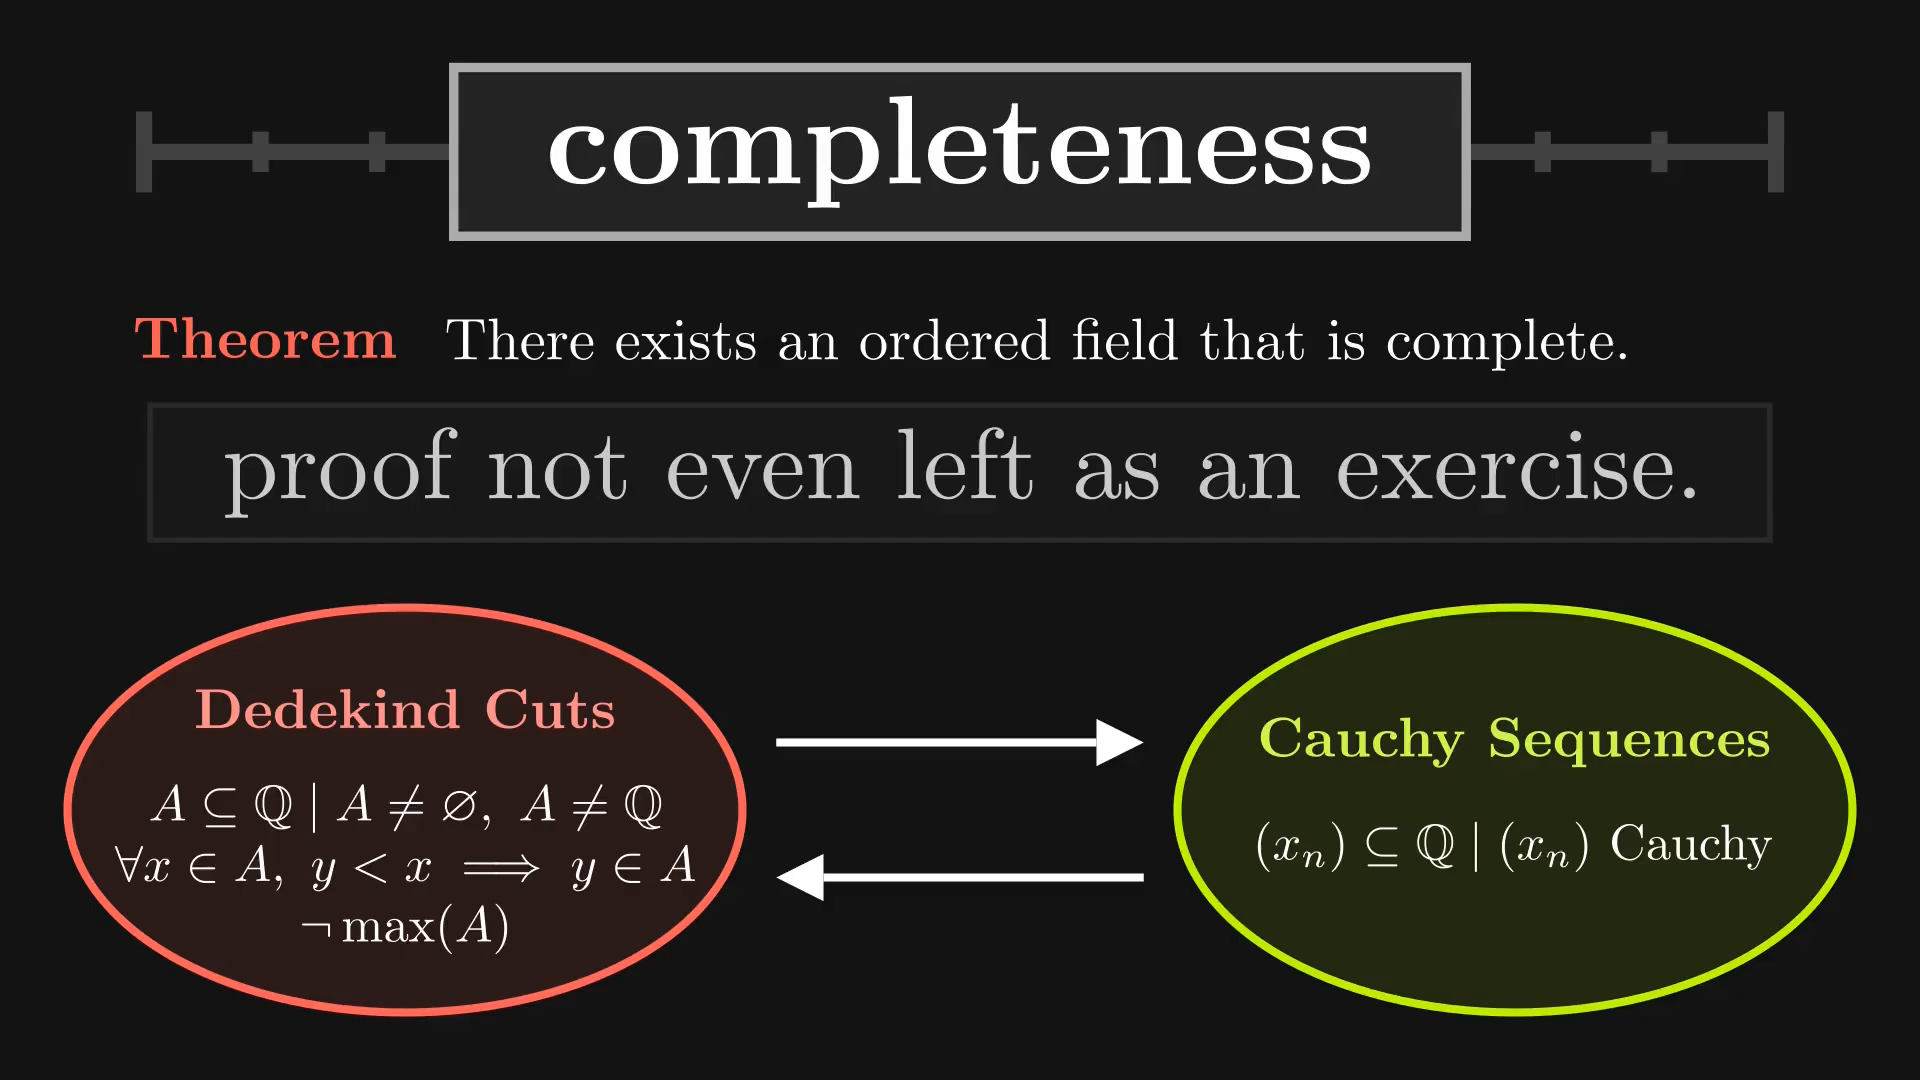 completeness
Theorem There exists an ordered field that is complete.
proof not even left as an exercise.
Dedekind Cuts
A ⊆ ℚ | A ≠ ∅, A ≠ ℚ
∀x ∈ A, y < x ⟹ y ∈ A
¬ max(A)
Cauchy Sequences
(xₙ) ⊆ ℚ | (xₙ) Cauchy